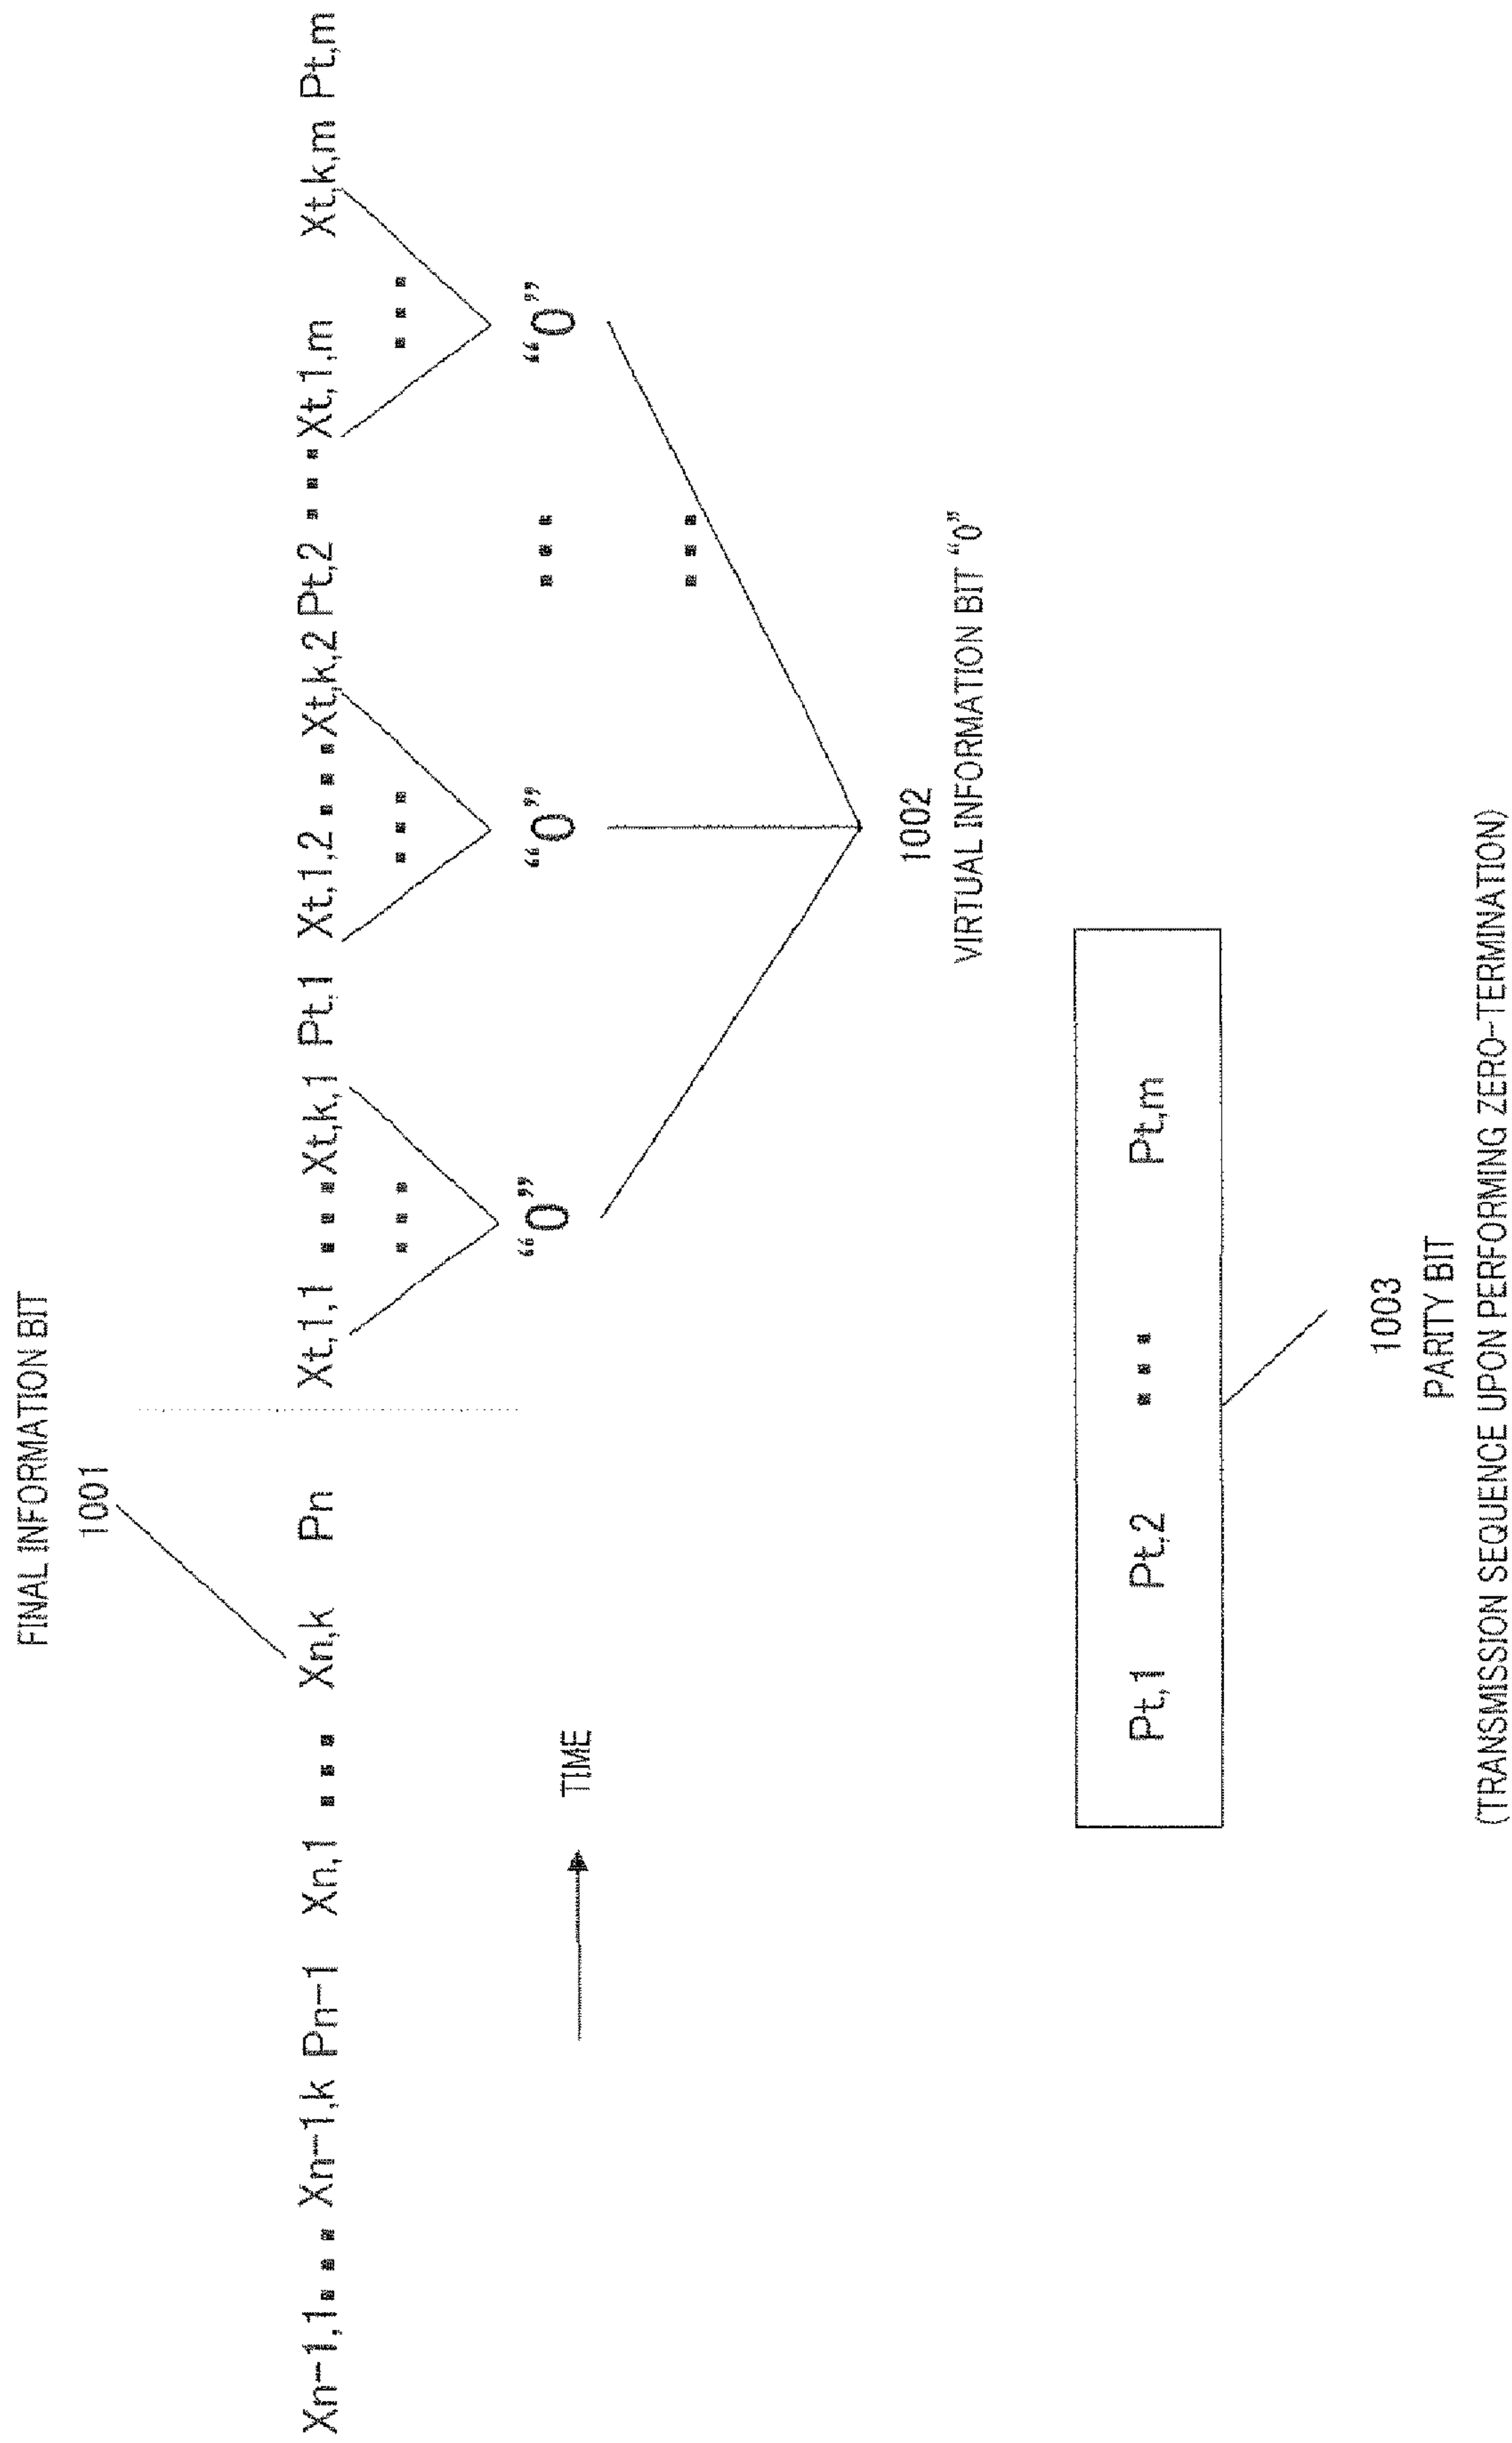 FINAL INFORMATION BIT
1001
Xn-1,1 ▪▪▪ Xn-1,k Pn-1 Xn,1 ▪▪▪ Xn,k Pn Xt,1,1 ▪▪▪ Xt,k,1 Pt,1 Xt,1,2 ▪▪▪ Xt,k,2 Pt,2 ▪▪▪ Xt,1,m Xt,k,m Pt,m
▪▪▪ ▪▪▪ ▪▪▪
“0” “0” ▪▪▪ “0”
TIME
▪▪▪
1002
VIRTUAL INFORMATION BIT “0”
Pt,1 Pt,2 ▪▪▪ Pt,m
1003
PARITY BIT
(TRANSMISSION SEQUENCE UPON PERFORMING ZERO-TERMINATION)